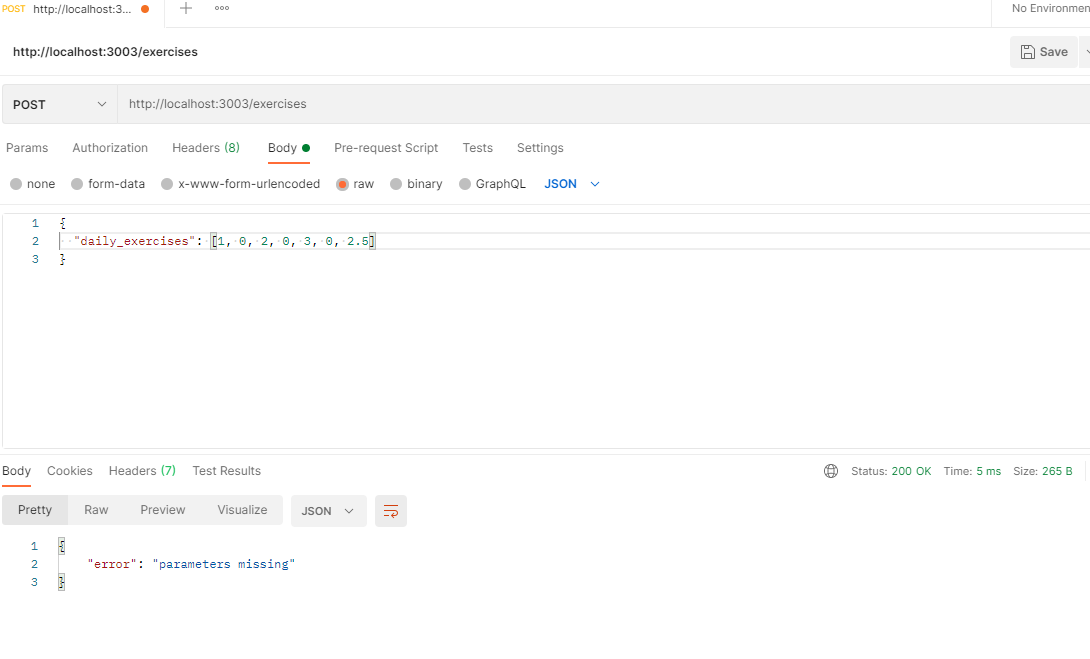 POST http://localhost:3... No Environmen
http://localhost:3003/exercises Save
POST http://localhost:3003/exercises
Params Authorization Headers (8) Body Pre-request Script Tests Settings
none form-data x-www-form-urlencoded raw binary GraphQL JSON
1 {
2 "daily_exercises": [1, 0, 2, 0, 3, 0, 2.5]
3 }
Body Cookies Headers (7) Test Results Status: 200 OK Time: 5 ms Size: 265 B
Pretty Raw Preview Visualize JSON
1 {
2 "error": "parameters missing"
3 }